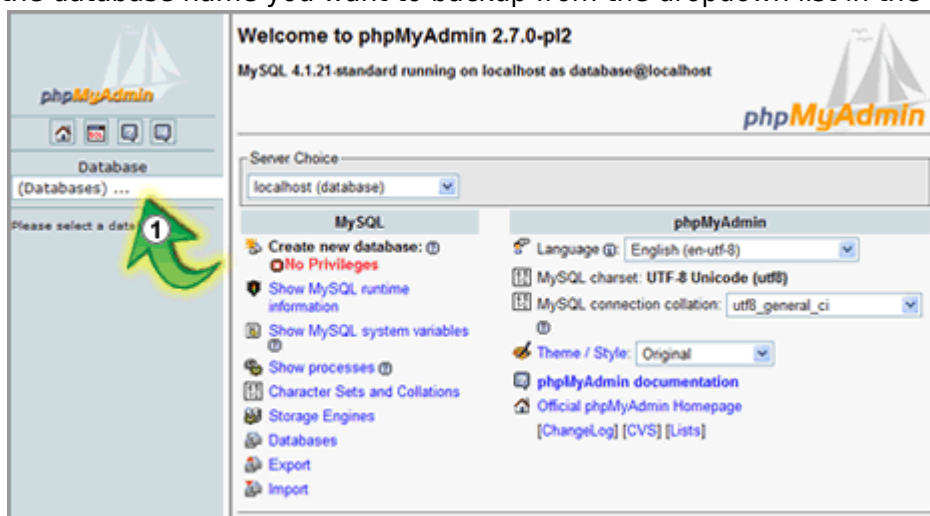 the database name you want to backup from the dropdown list in the
phpMyAdmin
SQL
Database
(Databases) ...
Please select a dat
1
Welcome to phpMyAdmin 2.7.0-pl2
MySQL 4.1.21-standard running on localhost as database@localhost
phpMyAdmin
Server Choice
localhost (database)
MySQL
Create new database:
No Privileges
Show MySQL runtime
information
Show MySQL system variables
Show processes
Character Sets and Collations
Storage Engines
Databases
Export
Import
phpMyAdmin
Language: English (en-utf-8)
MySQL charset: UTF-8 Unicode (utf8)
MySQL connection collation: utf8_general_ci
Theme / Style: Original
phpMyAdmin documentation
Official phpMyAdmin Homepage
[ChangeLog] [CVS] [Lists]